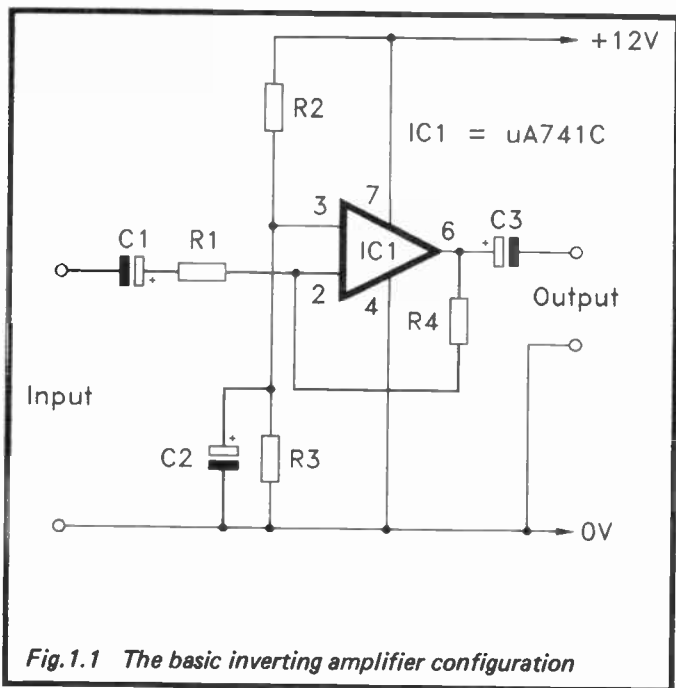 +12V
R2
IC1 = uA741C
3
7
6
C3
+
C1
R1
IC1
+
2
4
R4
Output
Input
+
C2
R3
0V
Fig.1.1 The basic inverting amplifier configuration